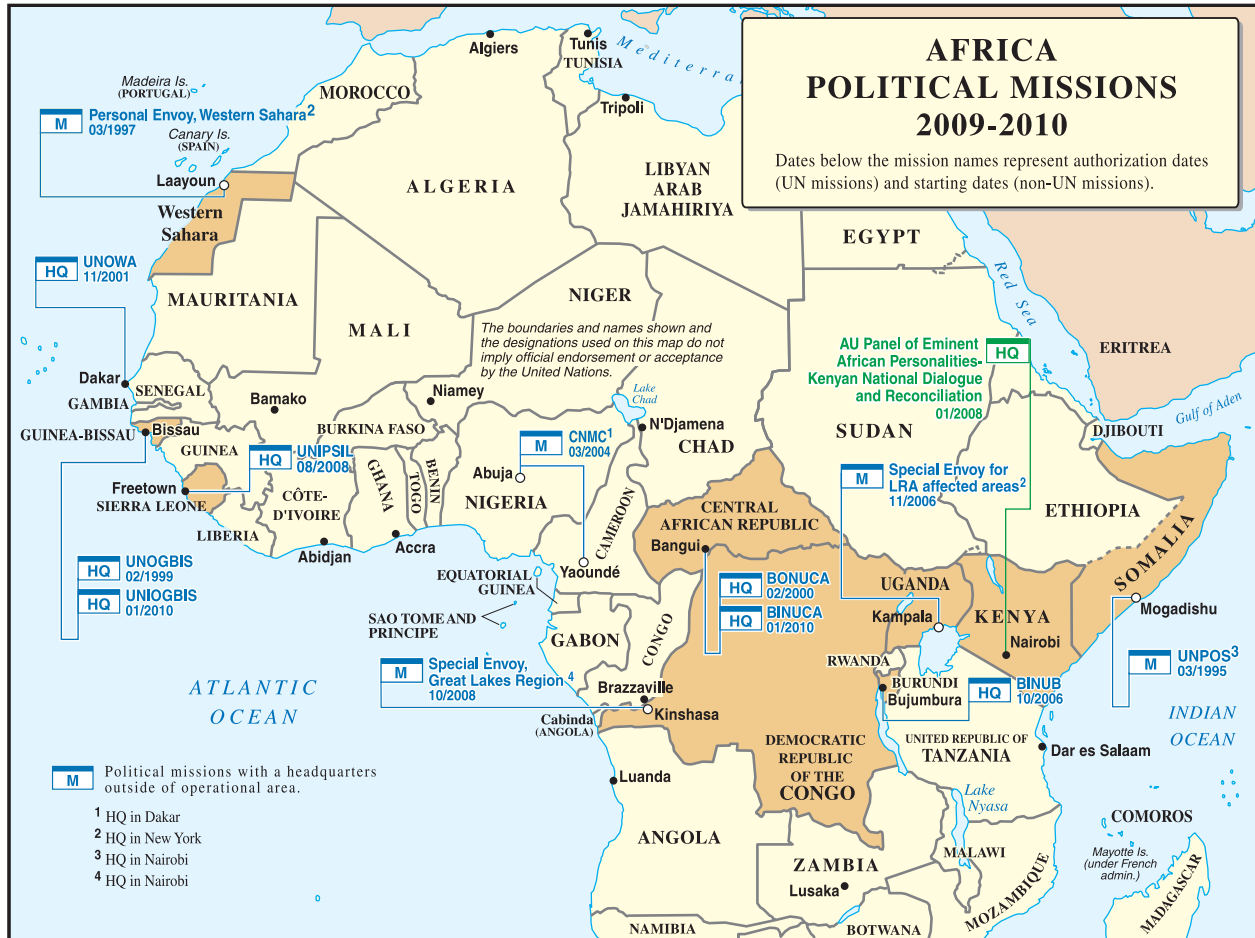 AFRICA
POLITICAL MISSIONS
2009-2010
Dates below the mission names represent authorization dates
(UN missions) and starting dates (non-UN missions).
Algiers
Tunis
TUNISIA
Mediterra
Madeira Is.
(PORTUGAL)
MOROCCO
Tripoli
M
Personal Envoy, Western Sahara2
03/1997
Canary Is.
(SPAIN)
Laayoun
Western
Sahara
ALGERIA
LIBYAN
ARAB
JAMAHIRIYA
EGYPT
Red Sea
HQ
UNOWA
11/2001
MAURITANIA
MALI
NIGER
The boundaries and names shown and
the designations used on this map do not
imply official endorsement or acceptance
by the United Nations.
AU Panel of Eminent
African Personalities-
Kenyan National Dialogue
and Reconciliation
01/2008
HQ
ERITREA
Dakar
SENEGAL
GAMBIA
Bamako
Niamey
Lake
Chad
N'Djamena
CHAD
SUDAN
Gulf of Aden
DJIBOUTI
GUINEA-BISSAU
Bissau
GUINEA
BURKINA FASO
HQ
UNIPSIL
08/2008
M
CNMC1
03/2004
Abuja
NIGERIA
BENIN
TOGO
GHANA
CÔTE-
D'IVOIRE
Freetown
SIERRA LEONE
LIBERIA
Abidjan
Accra
CAMEROON
Yaoundé
CENTRAL
AFRICAN REPUBLIC
Bangui
M
Special Envoy for
LRA affected areas2
11/2006
ETHIOPIA
SOMALIA
HQ
UNOGBIS
02/1999
HQ
UNIOGBIS
01/2010
EQUATORIAL
GUINEA
SAO TOME AND
PRINCIPE
GABON
CONGO
HQ
BONUCA
02/2000
HQ
BINUCA
01/2010
UGANDA
Kampala
KENYA
Nairobi
Mogadishu
RWANDA
M
UNPOS3
03/1995
M
Special Envoy,
Great Lakes Region 4
10/2008
Brazzaville
Kinshasa
BURUNDI
Bujumbura
HQ
BINUB
10/2006
ATLANTIC
OCEAN
INDIAN
OCEAN
Cabinda
(ANGOLA)
DEMOCRATIC
REPUBLIC
OF THE
CONGO
UNITED REPUBLIC OF
TANZANIA
Dar es Salaam
M
Political missions with a headquarters
outside of operational area.
1 HQ in Dakar
2 HQ in New York
3 HQ in Nairobi
4 HQ in Nairobi
Luanda
ANGOLA
Lake
Nyasa
COMOROS
Mayotte Is.
(under French
admin.)
MALAWI
ZAMBIA
Lusaka
MOZAMBIQUE
MADAGASCAR
NAMIBIA
BOTSWANA